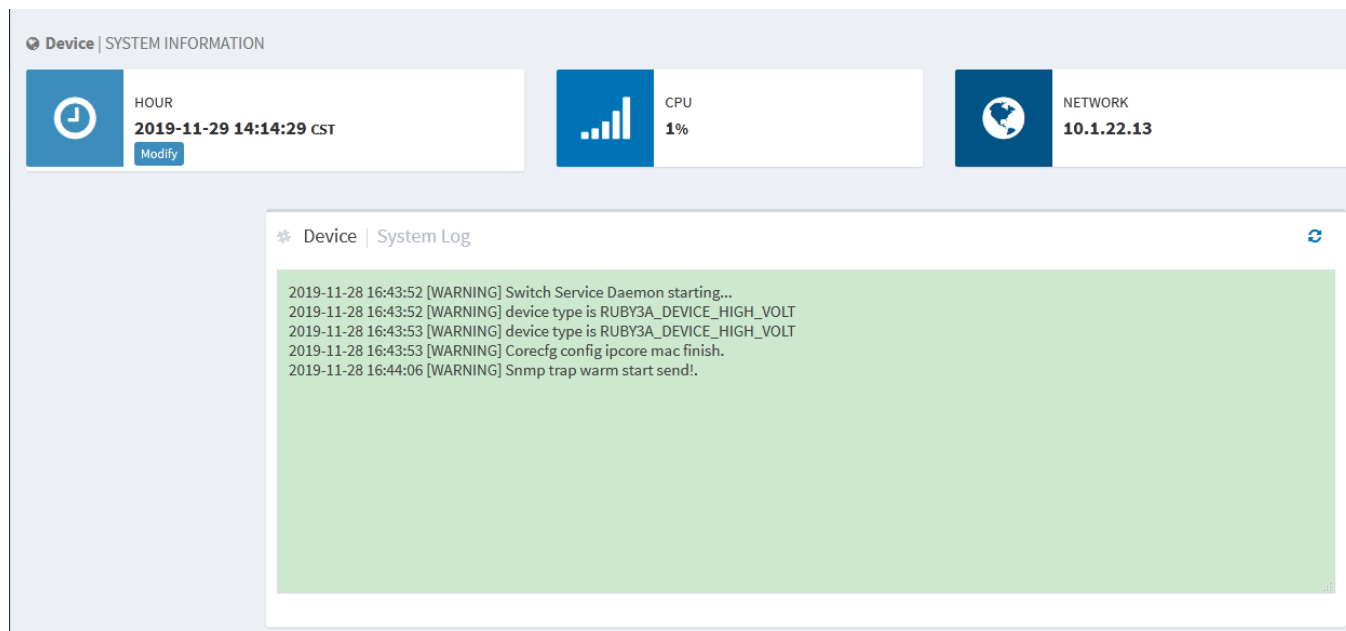 Device | SYSTEM INFORMATION
HOUR
2019-11-29 14:14:29 CST
Modify
CPU
1%
NETWORK
10.1.22.13
Device | System Log
2019-11-28 16:43:52 [WARNING] Switch Service Daemon starting...
2019-11-28 16:43:52 [WARNING] device type is RUBY3A_DEVICE_HIGH_VOLT
2019-11-28 16:43:53 [WARNING] device type is RUBY3A_DEVICE_HIGH_VOLT
2019-11-28 16:43:53 [WARNING] Corecfg config ipcore mac finish.
2019-11-28 16:44:06 [WARNING] Snmp trap warm start send!.